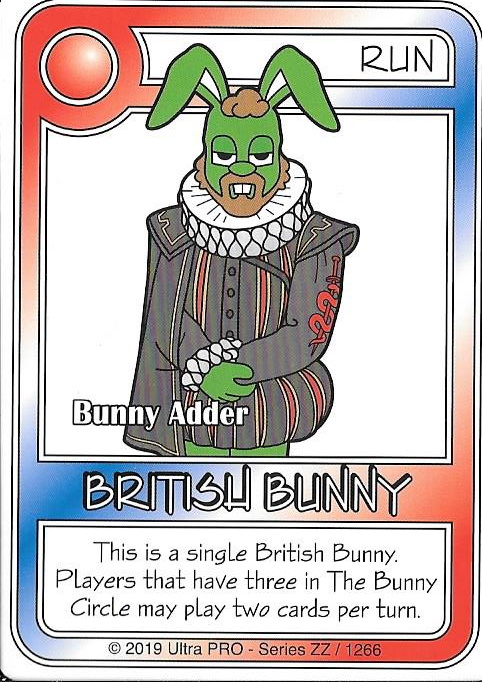 RUN
Bunny Adder
BRITISH BUNNY
This is a single British Bunny.
Players that have three in The Bunny
Circle may play two cards per turn.
© 2019 Ultra PRO - Series ZZ / 1266